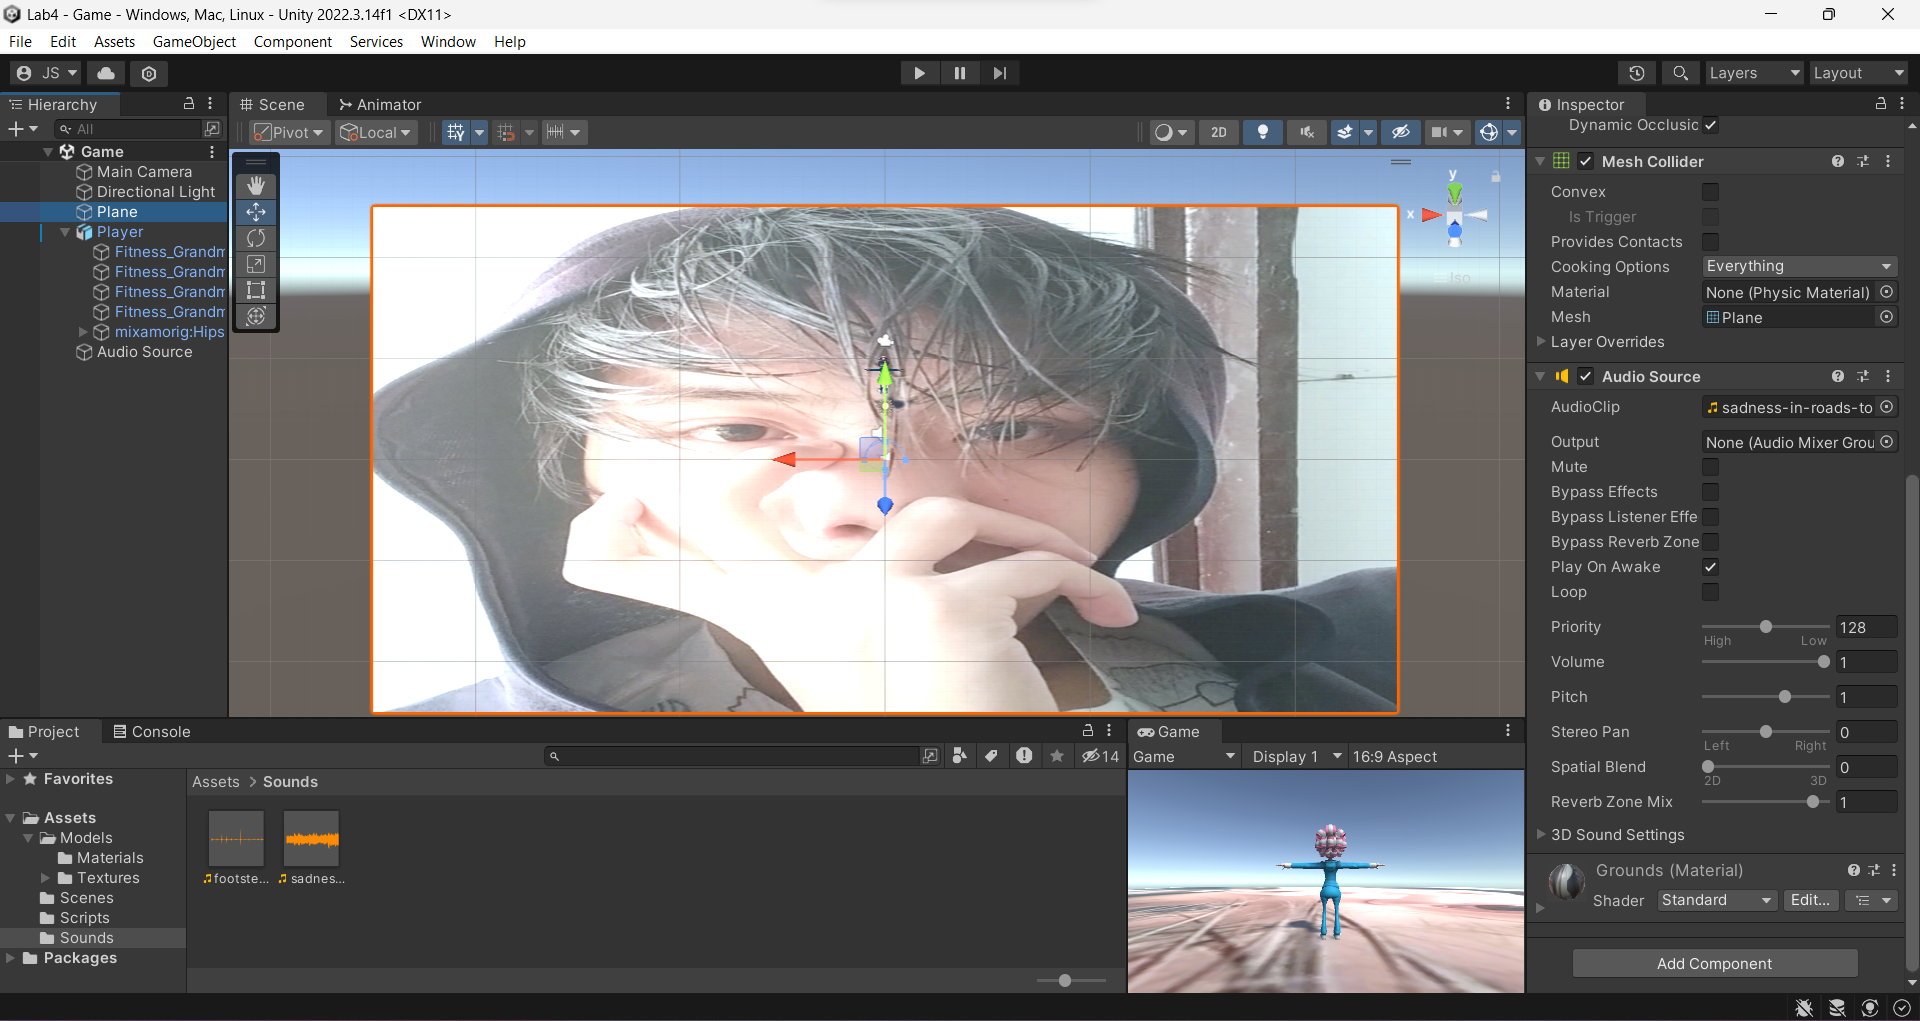 Lab4 - Game - Windows, Mac, Linux - Unity 2022.3.14f1 <DX11>
File Edit Assets GameObject Component Services Window Help
JS
Layers Layout
Hierarchy
All
Game
Main Camera
Directional Light
Plane
Player
Fitness_Grandm
Fitness_Grandm
Fitness_Grandm
Fitness_Grandm
mixamorig:Hips
Audio Source
Scene Animator
Pivot Local 2D
y
x
Iso
Inspector
Dynamic Occlusic
Mesh Collider
Convex
Is Trigger
Provides Contacts
Cooking Options Everything
Material None (Physic Material)
Mesh Plane
Layer Overrides
Audio Source
AudioClip sadness-in-roads-to
Output None (Audio Mixer Grou
Mute
Bypass Effects
Bypass Listener Effe
Bypass Reverb Zone
Play On Awake
Loop
Priority 128
High Low
Volume 1
Pitch 1
Stereo Pan 0
Left Right
Spatial Blend 0
2D 3D
Reverb Zone Mix 1
3D Sound Settings
Grounds (Material)
Shader Standard Edit...
Add Component
Project Console
14
Favorites
Assets
Models
Materials
Textures
Scenes
Scripts
Sounds
Packages
Assets > Sounds
footste... sadnes...
Game
Game Display 1 16:9 Aspect